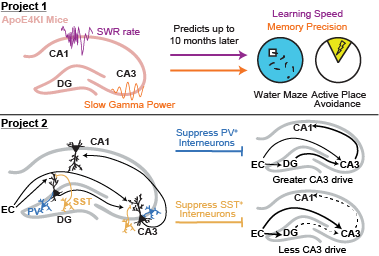 Project 1
ApoE4KI Mice
SWR rate
CA1
CA3
DG
Slow Gamma Power
Predicts up to
10 months later
Learning Speed
Memory Precision
Water Maze
Active Place
Avoidance
Project 2
CA1
EC
PV
SST
DG
CA3
Suppress PV+
Interneurons
Suppress SST+
Interneurons
CA1
EC
DG
CA3
Greater CA3 drive
CA1
EC
DG
CA3
Less CA3 drive